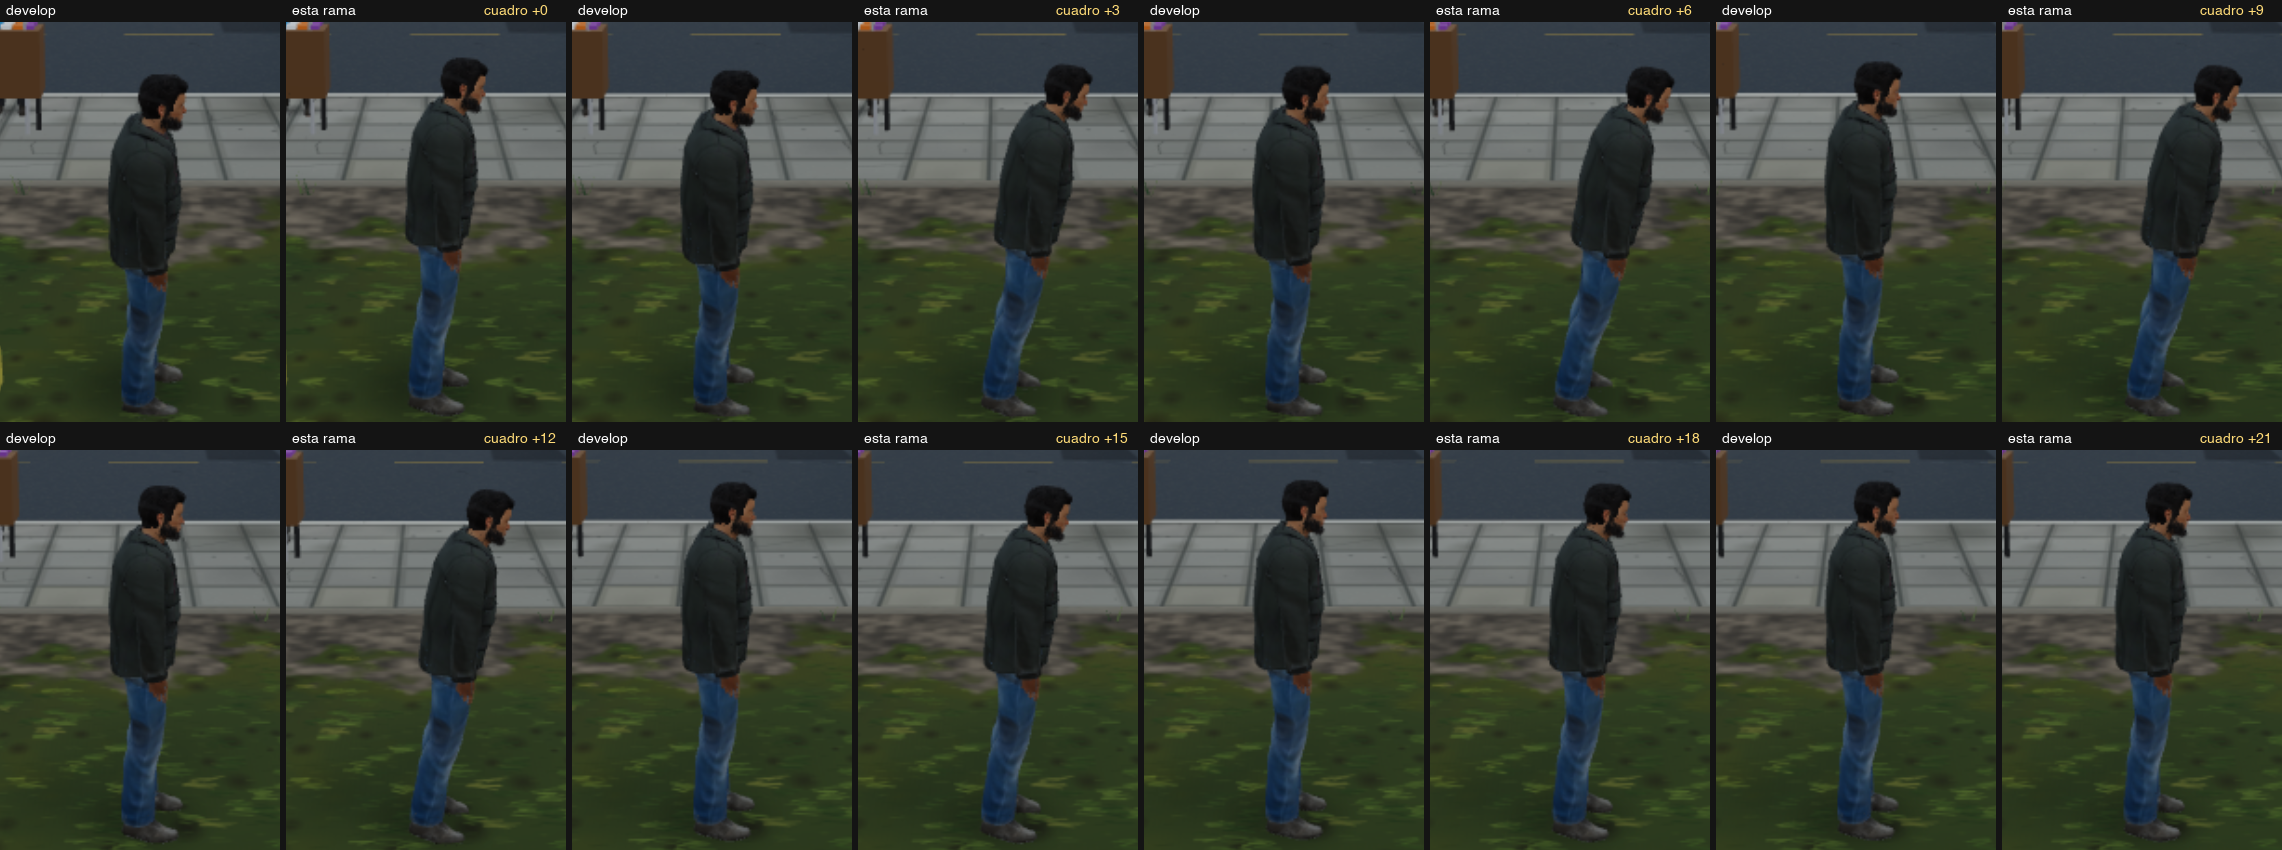 develop
esta rama cuadro +0
develop
esta rama cuadro +3
develop
esta rama cuadro +6
develop
esta rama cuadro +9
develop
esta rama cuadro +12
develop
esta rama cuadro +15
develop
esta rama cuadro +18
develop
esta rama cuadro +21